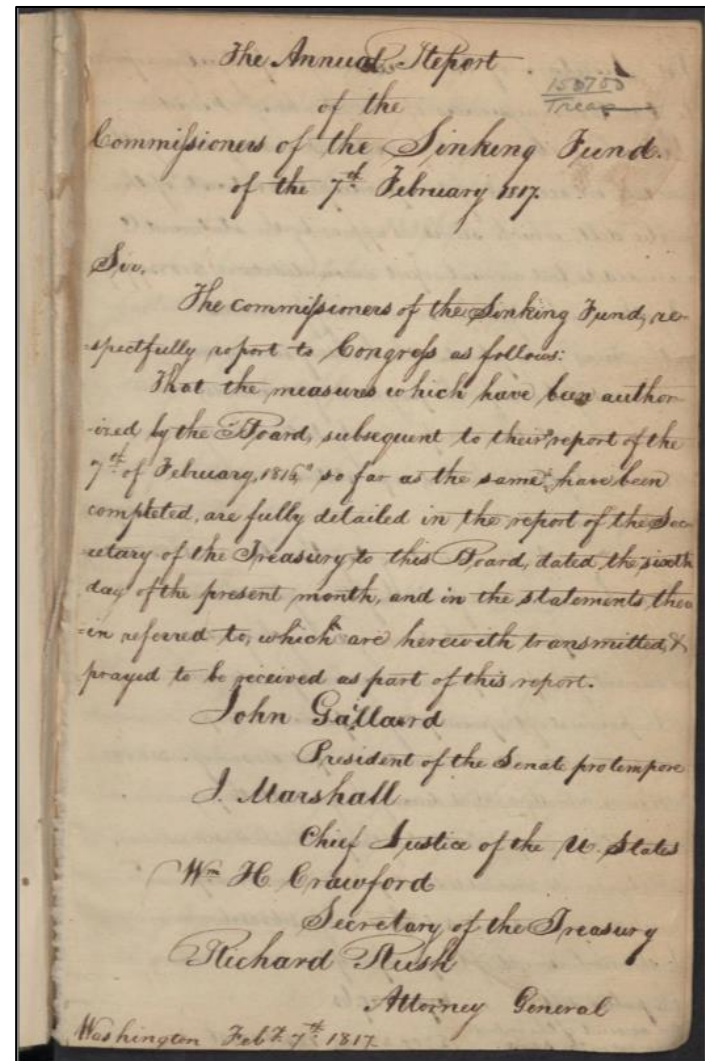 The Annual Report
150700
Treas
of the
Commissioners of the Sinking Fund.
of the 7th February 1817.
Sir.
The commissioners of the Sinking Fund, re-
-spectfully report to Congress as follows:
That the measures which have been author
-ized by the Board, subsequent to their report of the
7th of February, 1816, so far as the same have been
completed, are fully detailed in the report of the Sec-
-retary of the Treasury to this Board, dated the sixth
day of the present month, and in the statements there
-in referred to, which are herewith transmitted, &
prayed to be received as part of this report.
John Gaillard
President of the Senate protempore
J. Marshall
Chief Justice of the U. States
Wm H Crawford
Secretary of the Treasury
Richard Rush
Attorney General
Washington Feby 7th 1817